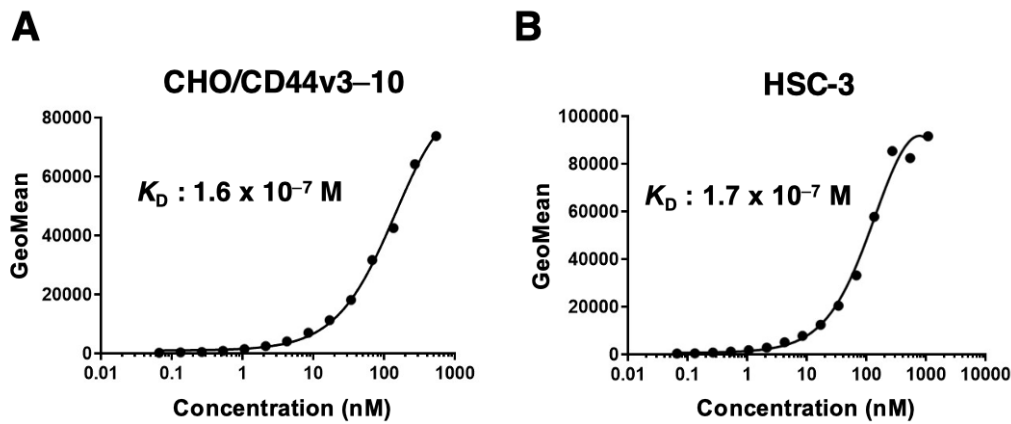 A
CHO/CD44v3–10
80000
60000
40000
20000
0
GeoMean
K_D : 1.6 x 10⁻⁷ M
0.01 0.1 1 10 100 1000
Concentration (nM)
B
HSC-3
100000
80000
60000
40000
20000
0
GeoMean
K_D : 1.7 x 10⁻⁷ M
0.01 0.1 1 10 100 1000 10000
Concentration (nM)